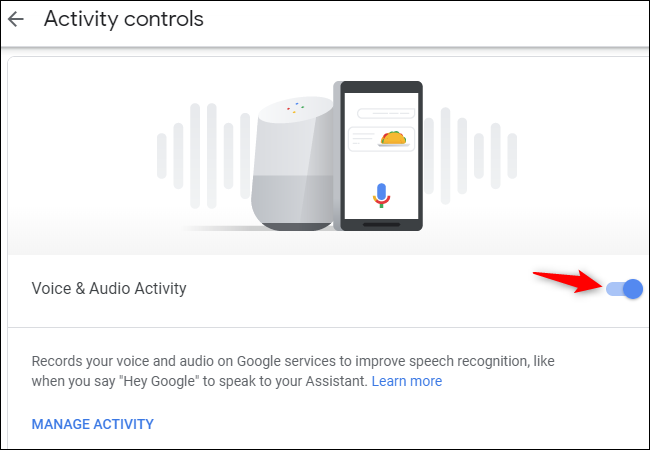 Activity controls
Voice & Audio Activity
Records your voice and audio on Google services to improve speech recognition, like
when you say "Hey Google" to speak to your Assistant. Learn more
MANAGE ACTIVITY